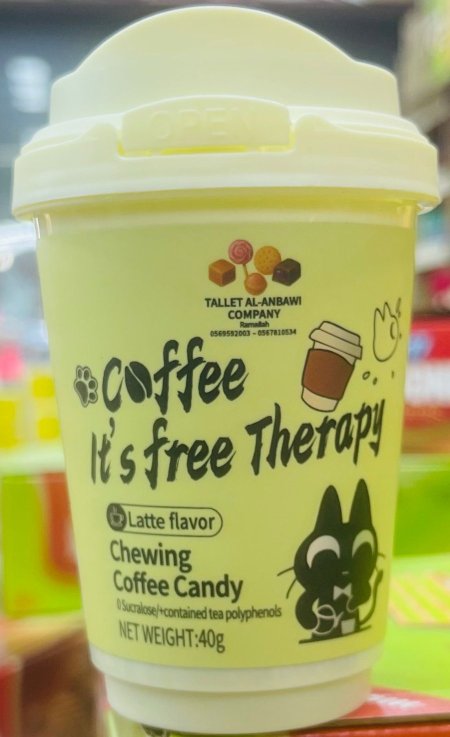 OPEN
TALLET AL-ANBAWI
COMPANY
Ramallah
0569592003 - 0567810534
Coffee
It's free Therapy
Latte flavor
Chewing
Coffee Candy
0 Sucralose/+contained tea polyphenols
NET WEIGHT:40g